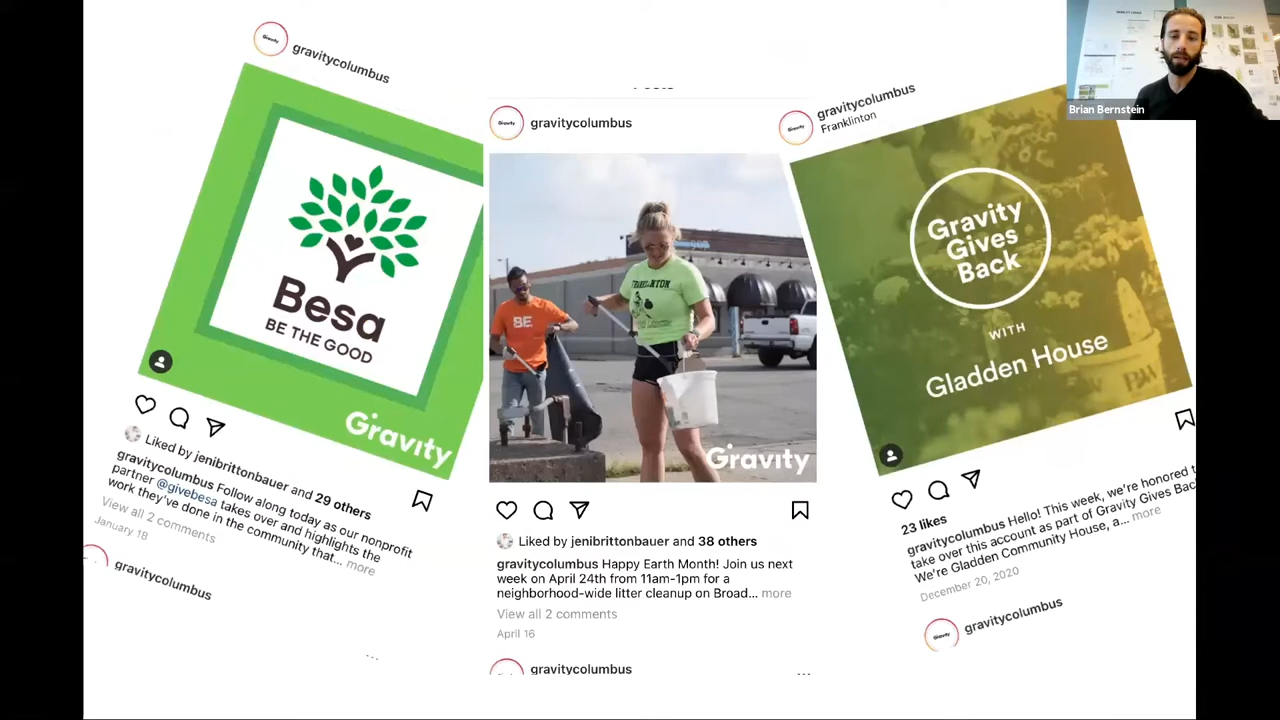 gravitycolumbus
Besa
BE THE GOOD
Gravity
Liked by jenibrittonbauer and 29 others
gravitycolumbus Follow along today as our nonprofit
partner @givebesa takes over and highlights the
work they've done in the community that... more
View all 2 comments
January 18
gravitycolumbus
Gravity
gravitycolumbus
BE
FRANKLINTON
Gravity
Liked by jenibrittonbauer and 38 others
gravitycolumbus Happy Earth Month! Join us next
week on April 24th from 11am-1pm for a
neighborhood-wide litter cleanup on Broad... more
View all 2 comments
April 16
gravitycolumbus
Gravity
gravitycolumbus
Franklinton
Gravity
Gives
Back
WITH
Gladden House
23 likes
gravitycolumbus Hello! This week, we're honored t
take over this account as part of Gravity Gives Bac
We're Gladden Community House, a... more
December 20, 2020
Gravity
gravitycolumbus
Brian Bernstein